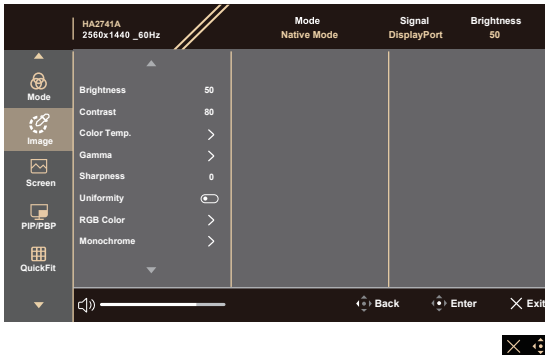 HA2741A
2560x1440 _60Hz
Mode
Native Mode
Signal
DisplayPort
Brightness
50
Mode
Image
Screen
PIP/PBP
QuickFit
Brightness 50
Contrast 80
Color Temp.
Gamma
Sharpness 0
Uniformity
RGB Color
Monochrome
Back
Enter
Exit